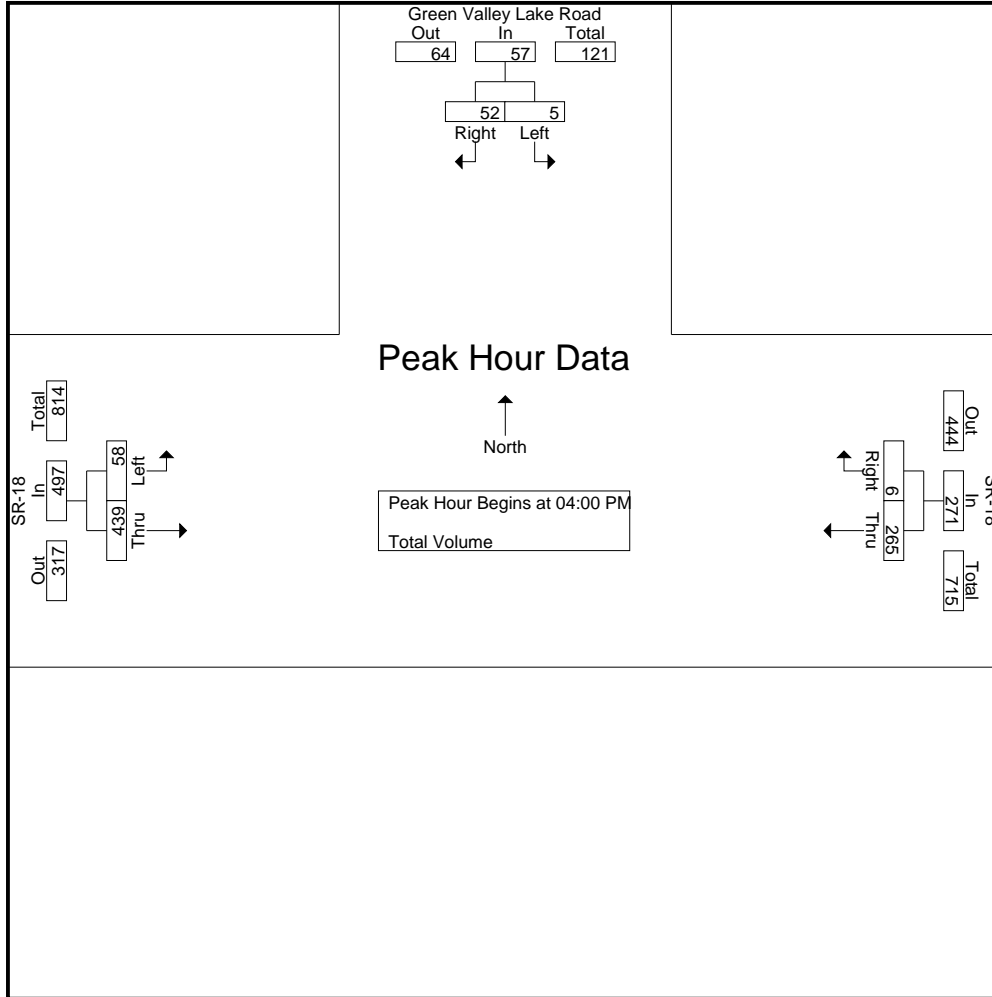 Green Valley Lake Road
Out In Total
64 57 121
52 5
Right Left
Peak Hour Data
North
Peak Hour Begins at 04:00 PM
Total Volume
SR-18
Total In Out
814 497 317
58 439
Left Thru
Right Thru
6 265
444 271 715
Out In Total
SR-18